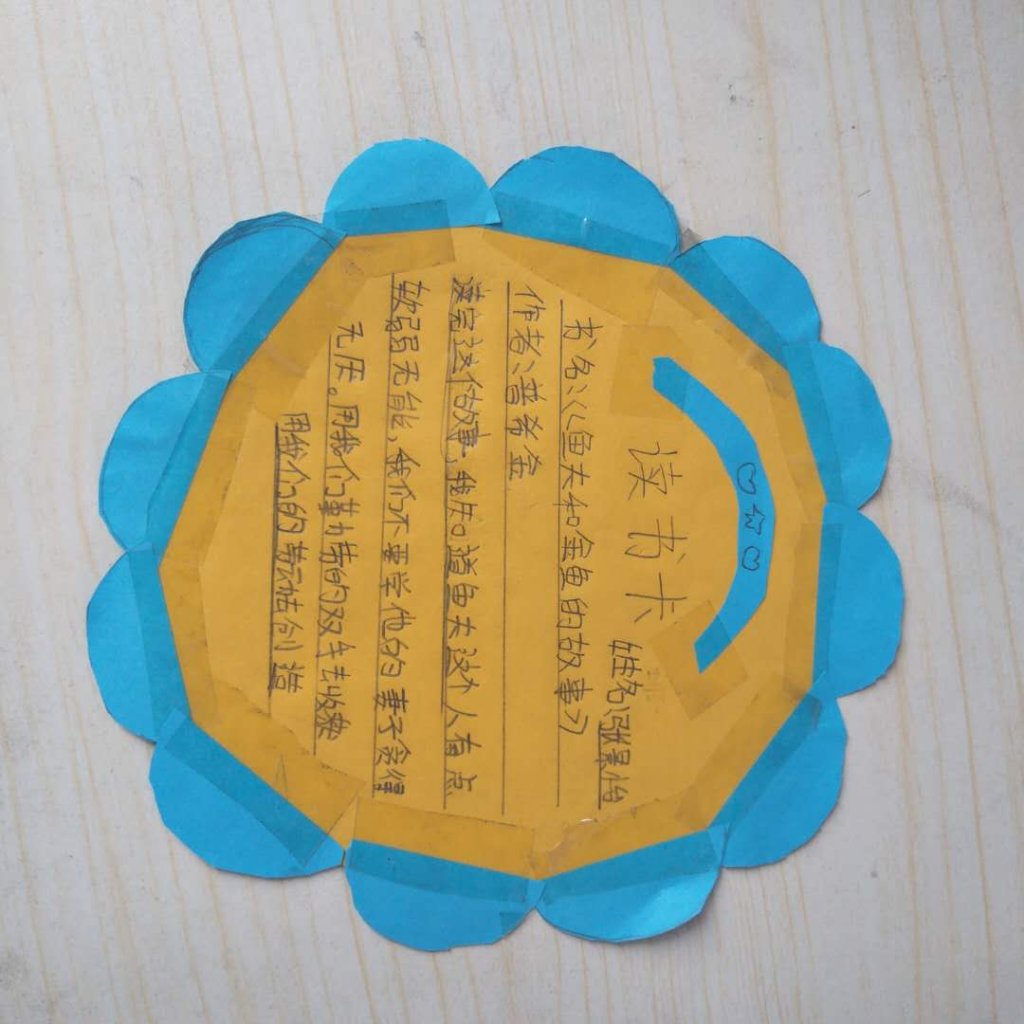 读书卡
姓名:张景怡
书名:《鱼夫和金鱼的故事》
作者:普希金
读完这个故事,我知道鱼夫这个人有点
软弱无能,我们不要学他的妻子贪得
无厌。用我们勤劳的双手去收获
用我们的劳动去创造